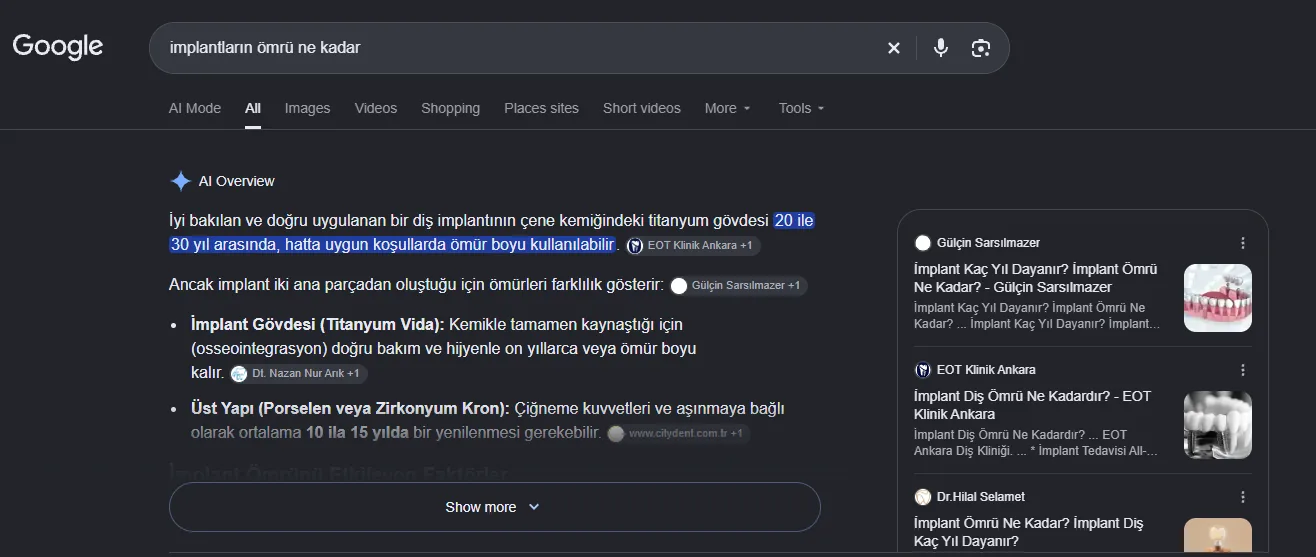 Google
implantların ömrü ne kadar
AI Mode All Images Videos Shopping Places sites Short videos More Tools
AI Overview
İyi bakılan ve doğru uygulanan bir diş implantının çene kemiğindeki titanyum gövdesi 20 ile
30 yıl arasında, hatta uygun koşullarda ömür boyu kullanılabilir. EOT Klinik Ankara +1
Ancak implant iki ana parçadan oluştuğu için ömürleri farklılık gösterir: Gülçin Sarsılmazer +1
• İmplant Gövdesi (Titanyum Vida): Kemikle tamamen kaynaştığı için
(osseointegrasyon) doğru bakım ve hijyenle on yıllarca veya ömür boyu
kalır. Dt. Nazan Nur Arık +1
• Üst Yapı (Porselen veya Zirkonyum Kron): Çiğneme kuvvetleri ve aşınmaya bağlı
olarak ortalama 10 ila 15 yılda bir yenilenmesi gerekebilir. www.citydent.com.tr +1
İmplant Ömrünü Etkileyen Faktörler
Show more
Gülçin Sarsılmazer
İmplant Kaç Yıl Dayanır? İmplant Ömrü
Ne Kadar? - Gülçin Sarsılmazer
İmplant Kaç Yıl Dayanır? İmplant Ömrü Ne
Kadar? ... İmplant Kaç Yıl Dayanır? İmplant...
EOT Klinik Ankara
İmplant Diş Ömrü Ne Kadardır? - EOT
Klinik Ankara
İmplant Diş Ömrü Ne Kadardır? ... EOT
Ankara Diş Kliniği. ... * İmplant Tedavisi All-...
Dr.Hilal Selamet
İmplant Ömrü Ne Kadar? İmplant Diş
Kaç Yıl Dayanır?